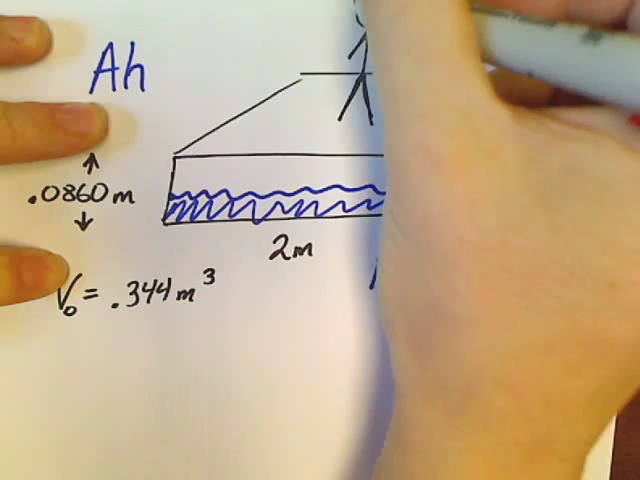 Ah
.0860 m
2m
V₀ = .344 m³